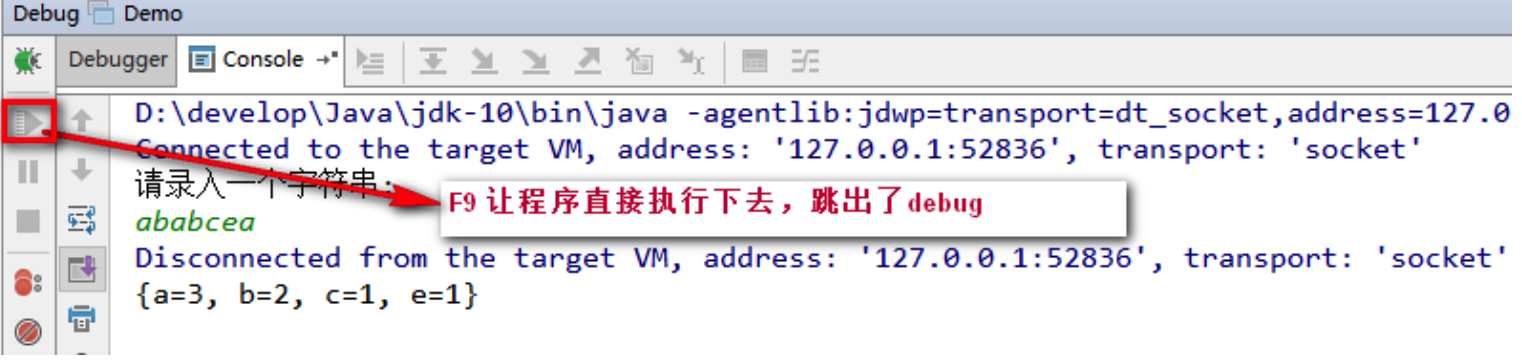 Debug Demo
Debugger Console
D:\develop\Java\jdk-10\bin\java -agentlib:jdwp=transport=dt_socket,address=127.0
Connected to the target VM, address: '127.0.0.1:52836', transport: 'socket'
请录入一个字符串:
F9 让程序直接执行下去，跳出了debug
ababcea
Disconnected from the target VM, address: '127.0.0.1:52836', transport: 'socket'
{a=3, b=2, c=1, e=1}